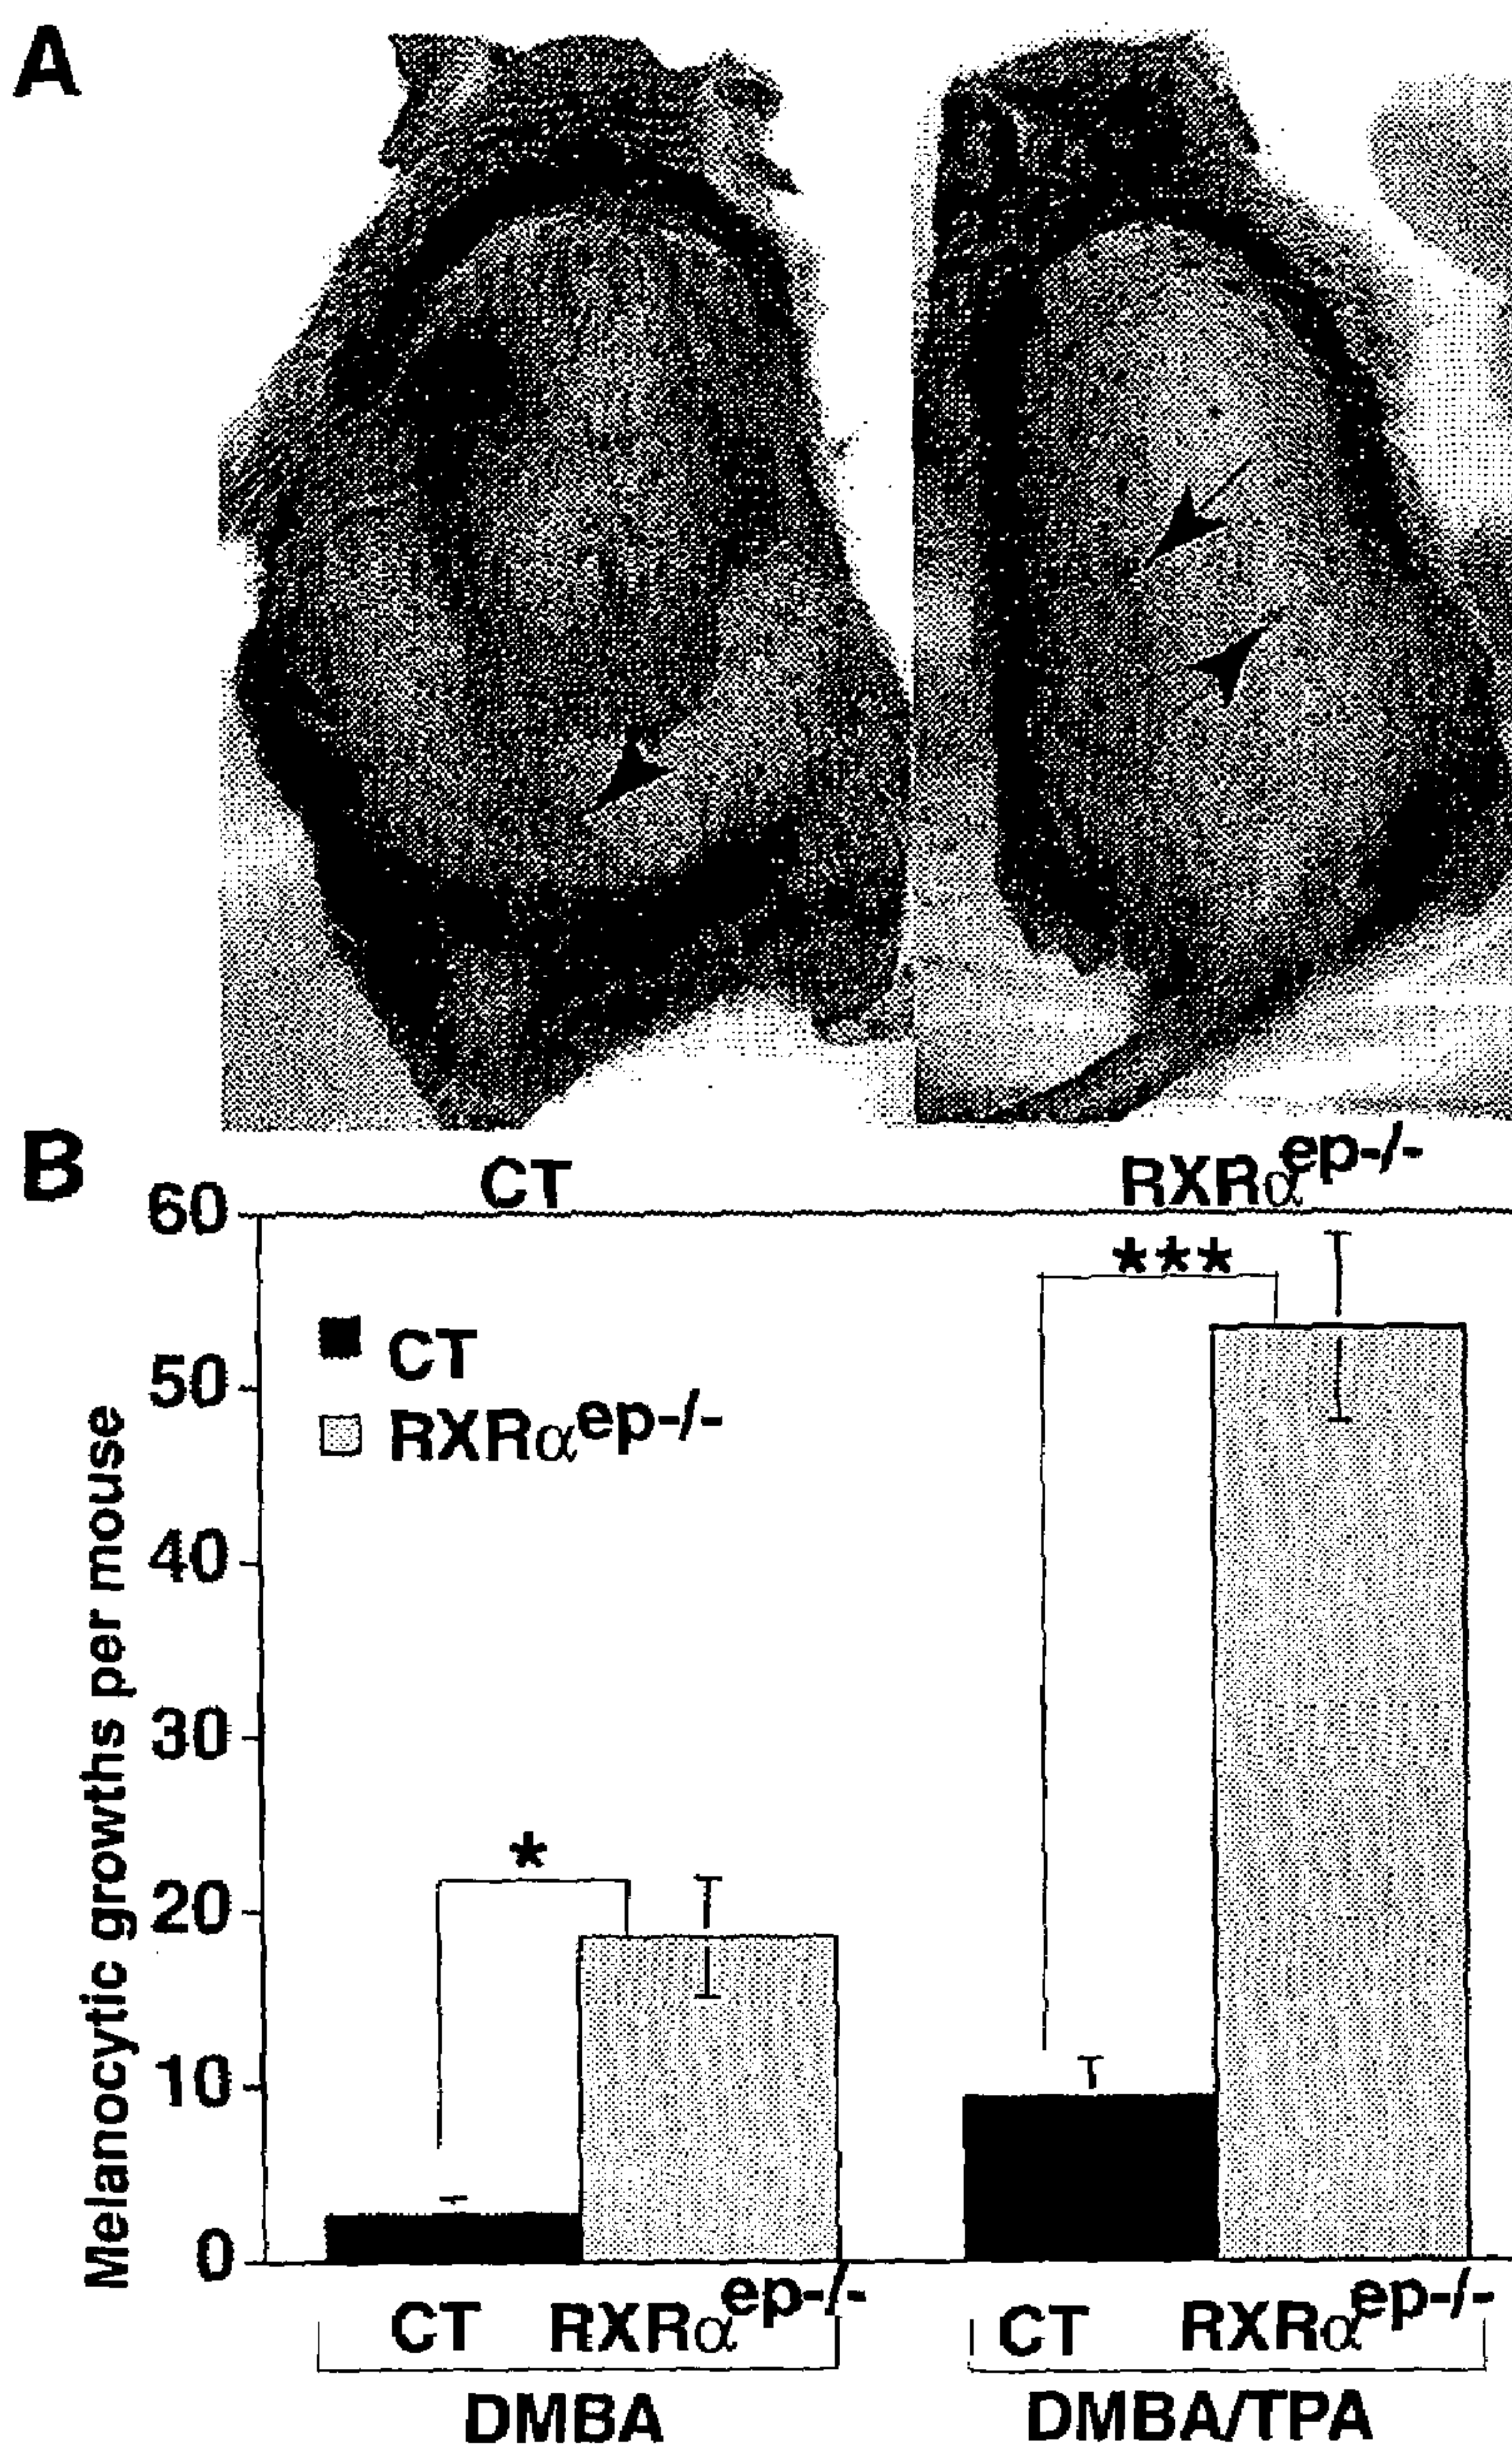 A
CT
RXRαep-/-
B
60
50
40
30
20
10
0
Melanocytic growths per mouse
CT
RXRαep-/-
*
***
CT RXRαep-/- CT RXRαep-/-
DMBA DMBA/TPA